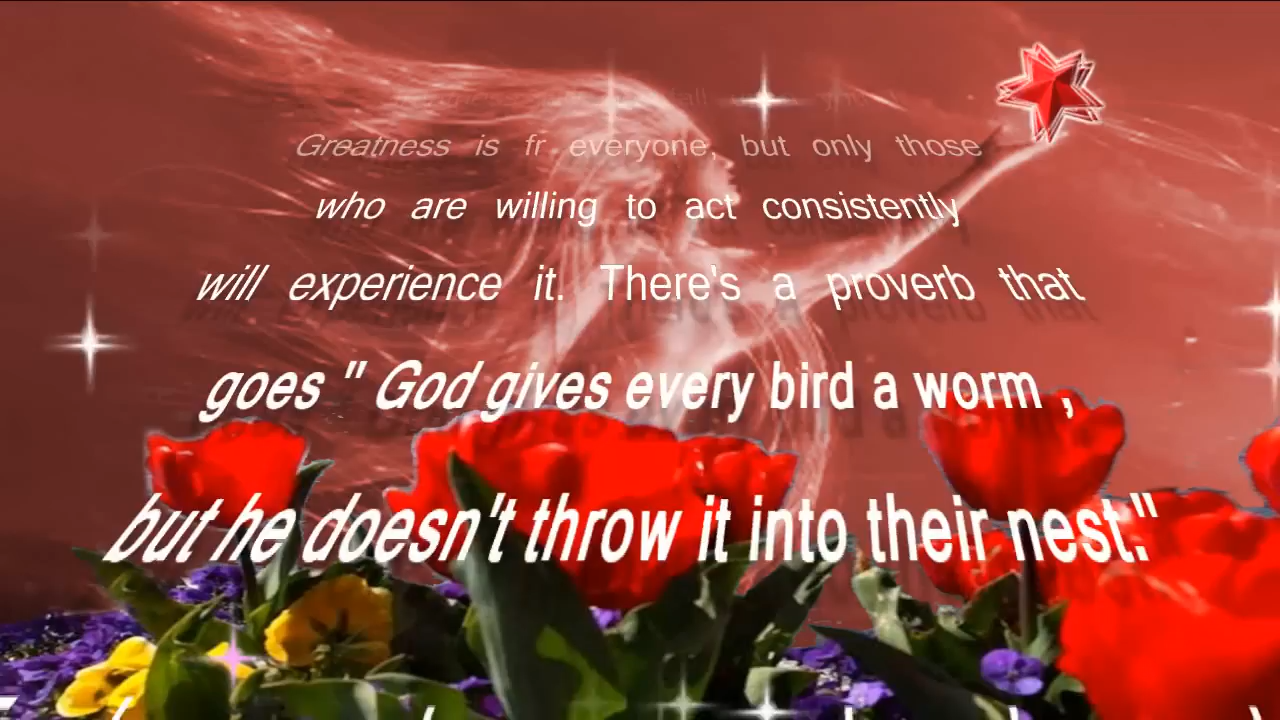 Greatness is fr everyone, but only those
who are willing to act consistently
will experience it. There's a proverb that
goes " God gives every bird a worm ,
but he doesn't throw it into their nest."